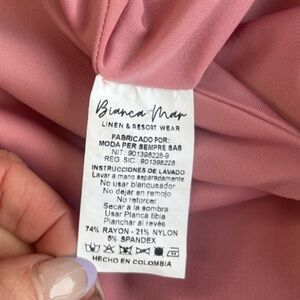 Bianca Mar
LINEN & RESORT WEAR
FABRICADO POR:
MODA PER SEMPRE SAS
NIT: 901398228-9
REG. SIC. 901398228
INSTRUCCIONES DE LAVADO
Lavar a mano separadamente
No usar blanqueador
No dejar en remojo
No retorcer
Secar a la sombra
Usar Plancha tibia
Plancharl al revés
74% RAYON - 21% NYLON
5% SPANDEX
HECHO EN COLOMBIA